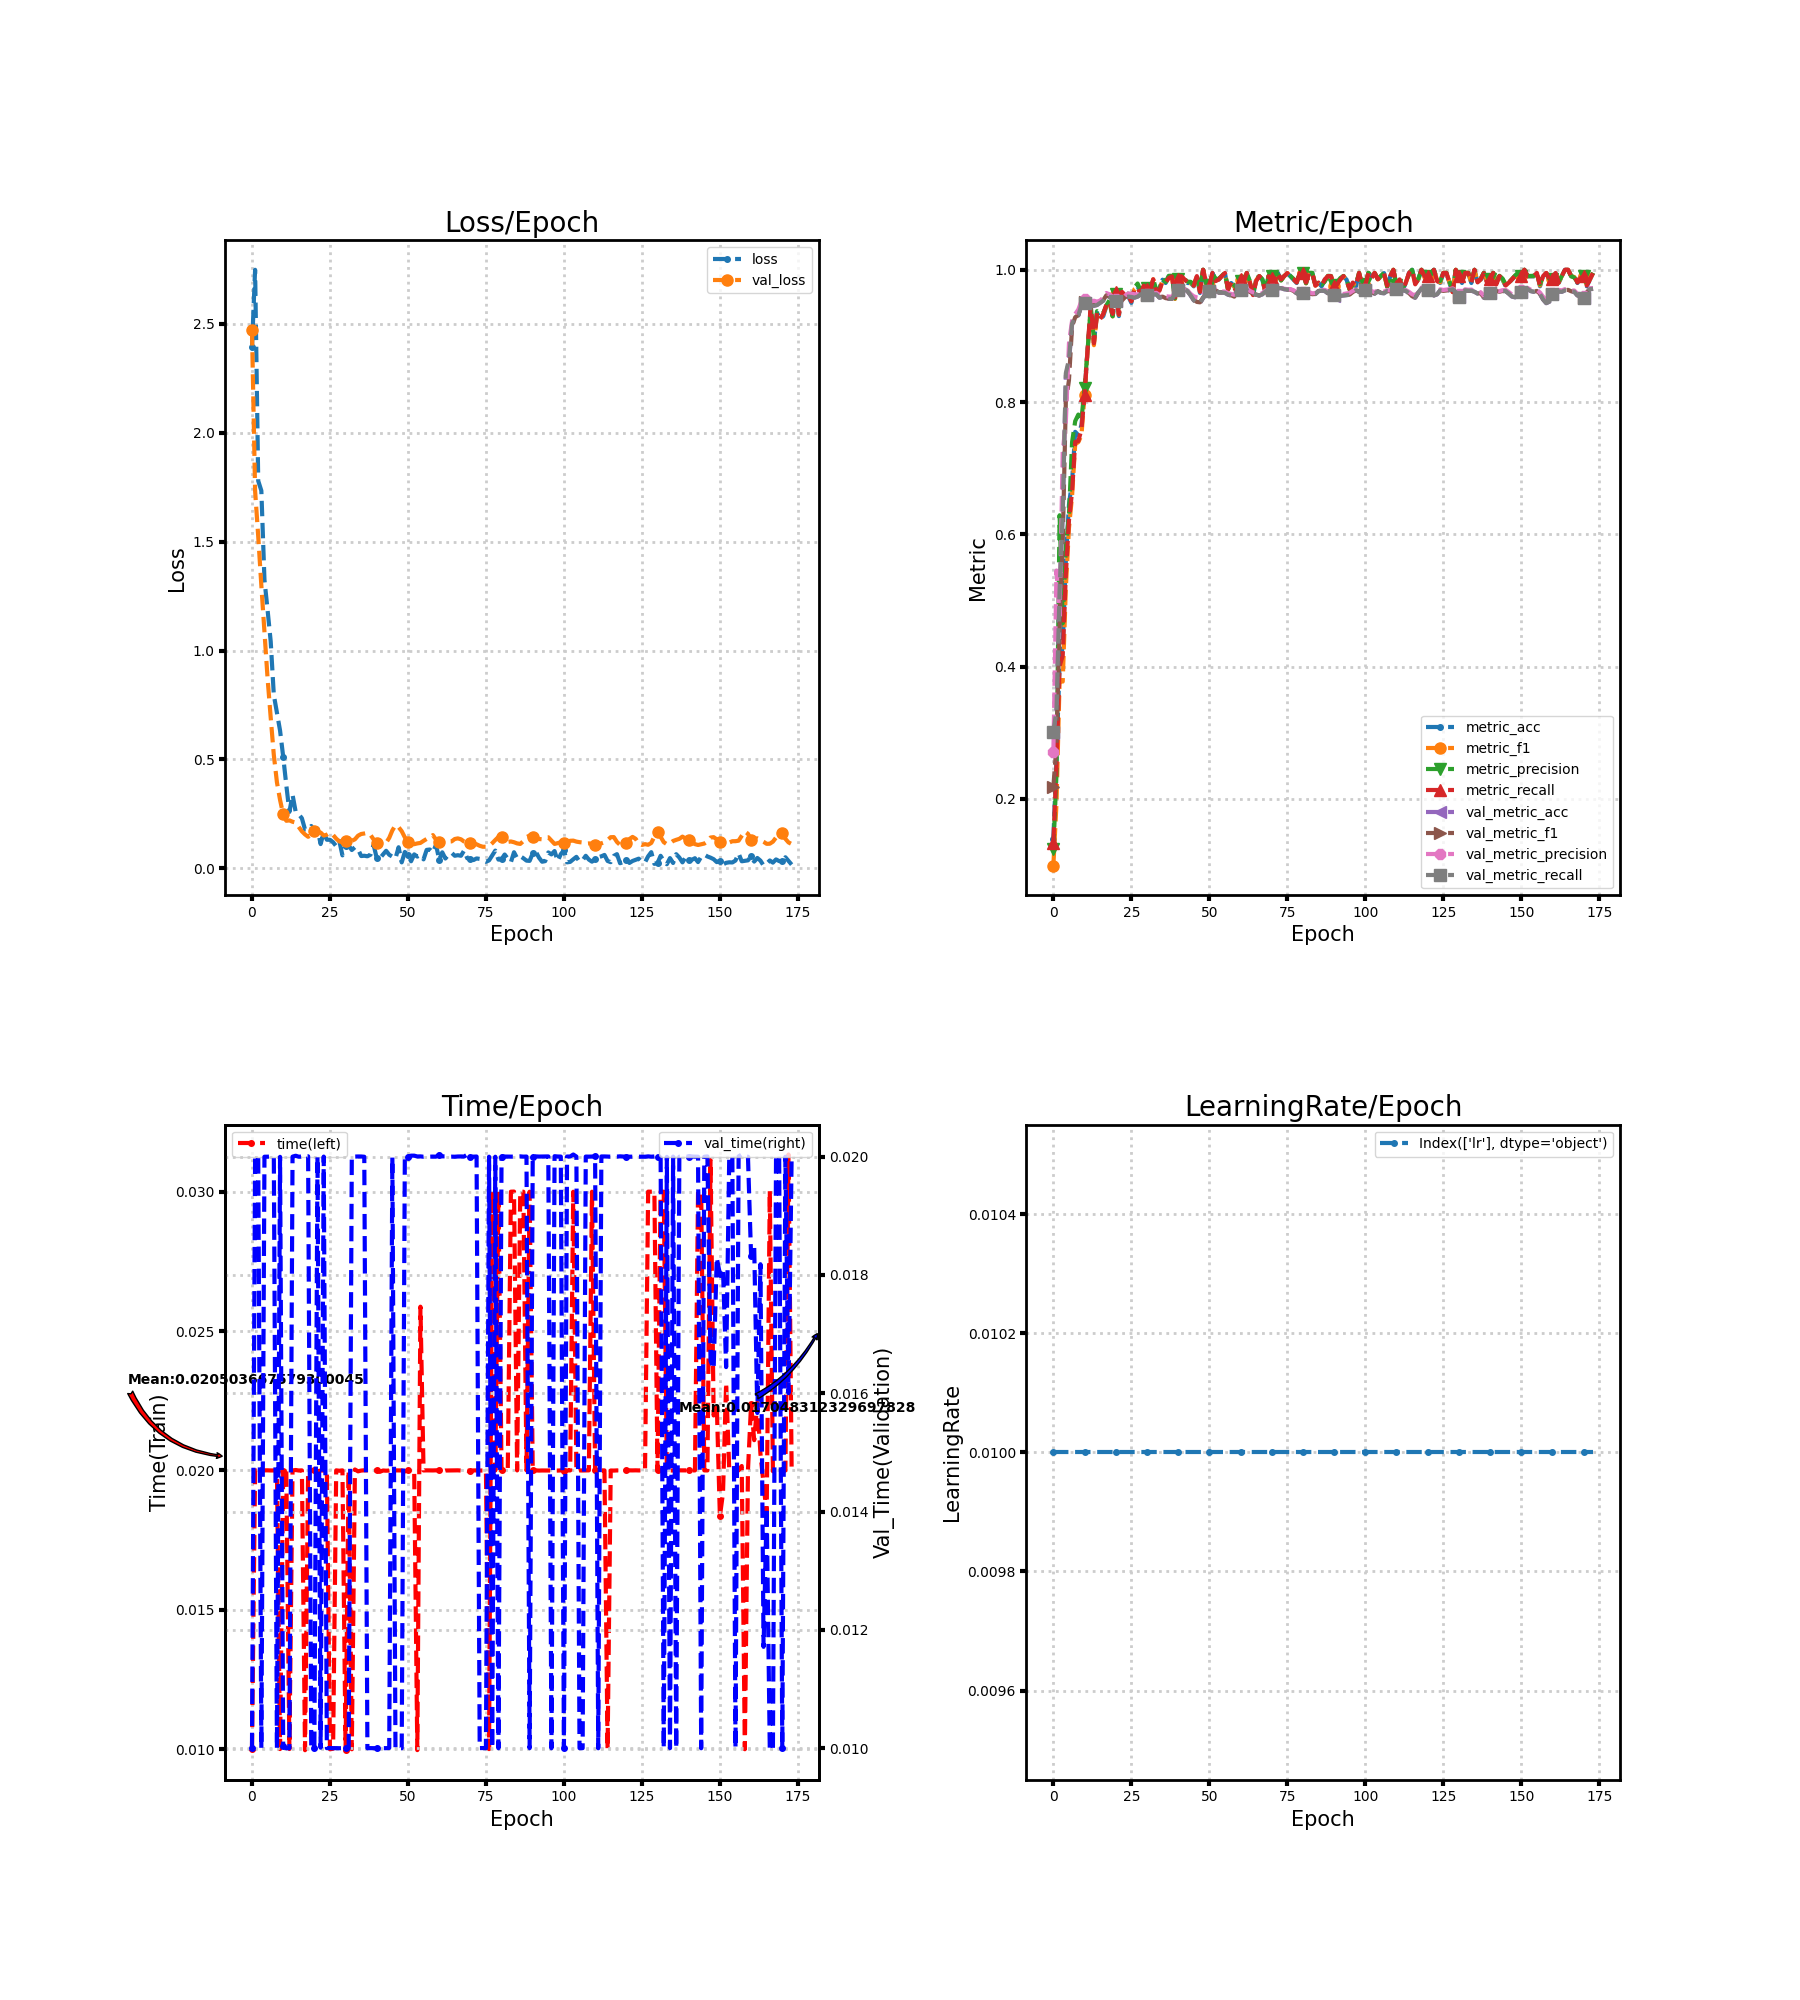 Loss/Epoch
loss
val_loss
2.5
2.0
1.5
1.0
0.5
0.0
Loss
0 25 50 75 100 125 150 175
Epoch
Metric/Epoch
1.0
0.8
0.6
0.4
0.2
Metric
metric_acc
metric_f1
metric_precision
metric_recall
val_metric_acc
val_metric_f1
val_metric_precision
val_metric_recall
0 25 50 75 100 125 150 175
Epoch
Time/Epoch
time(left)
val_time(right)
0.030
0.025
0.020
0.015
0.010
Time(Train)
0.020
0.018
0.016
0.014
0.012
0.010
Val_Time(Validation)
0 25 50 75 100 125 150 175
Epoch
LearningRate/Epoch
Index(['lr'], dtype='object')
0.0104
0.0102
0.0100
0.0098
0.0096
LearningRate
0 25 50 75 100 125 150 175
Epoch